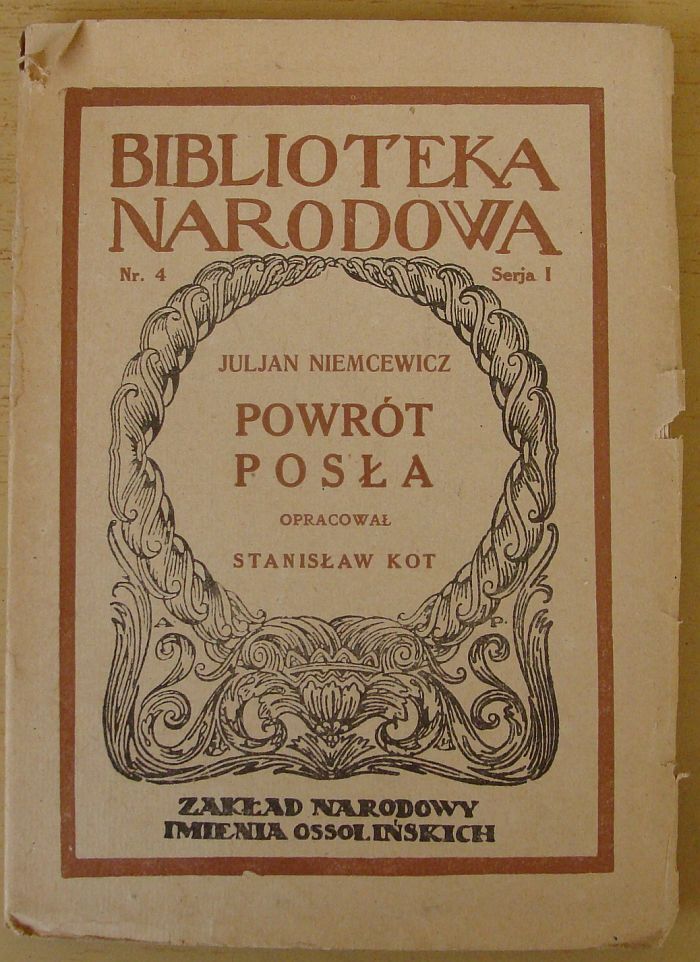 BIBLIOTEKA
NARODOWA
Nr. 4 Serja I
JULJAN NIEMCEWICZ
POWRÓT
POSŁA
OPRACOWAŁ
STANISŁAW KOT
A. P.
ZAKŁAD NARODOWY
IMIENIA OSSOLIŃSKICH